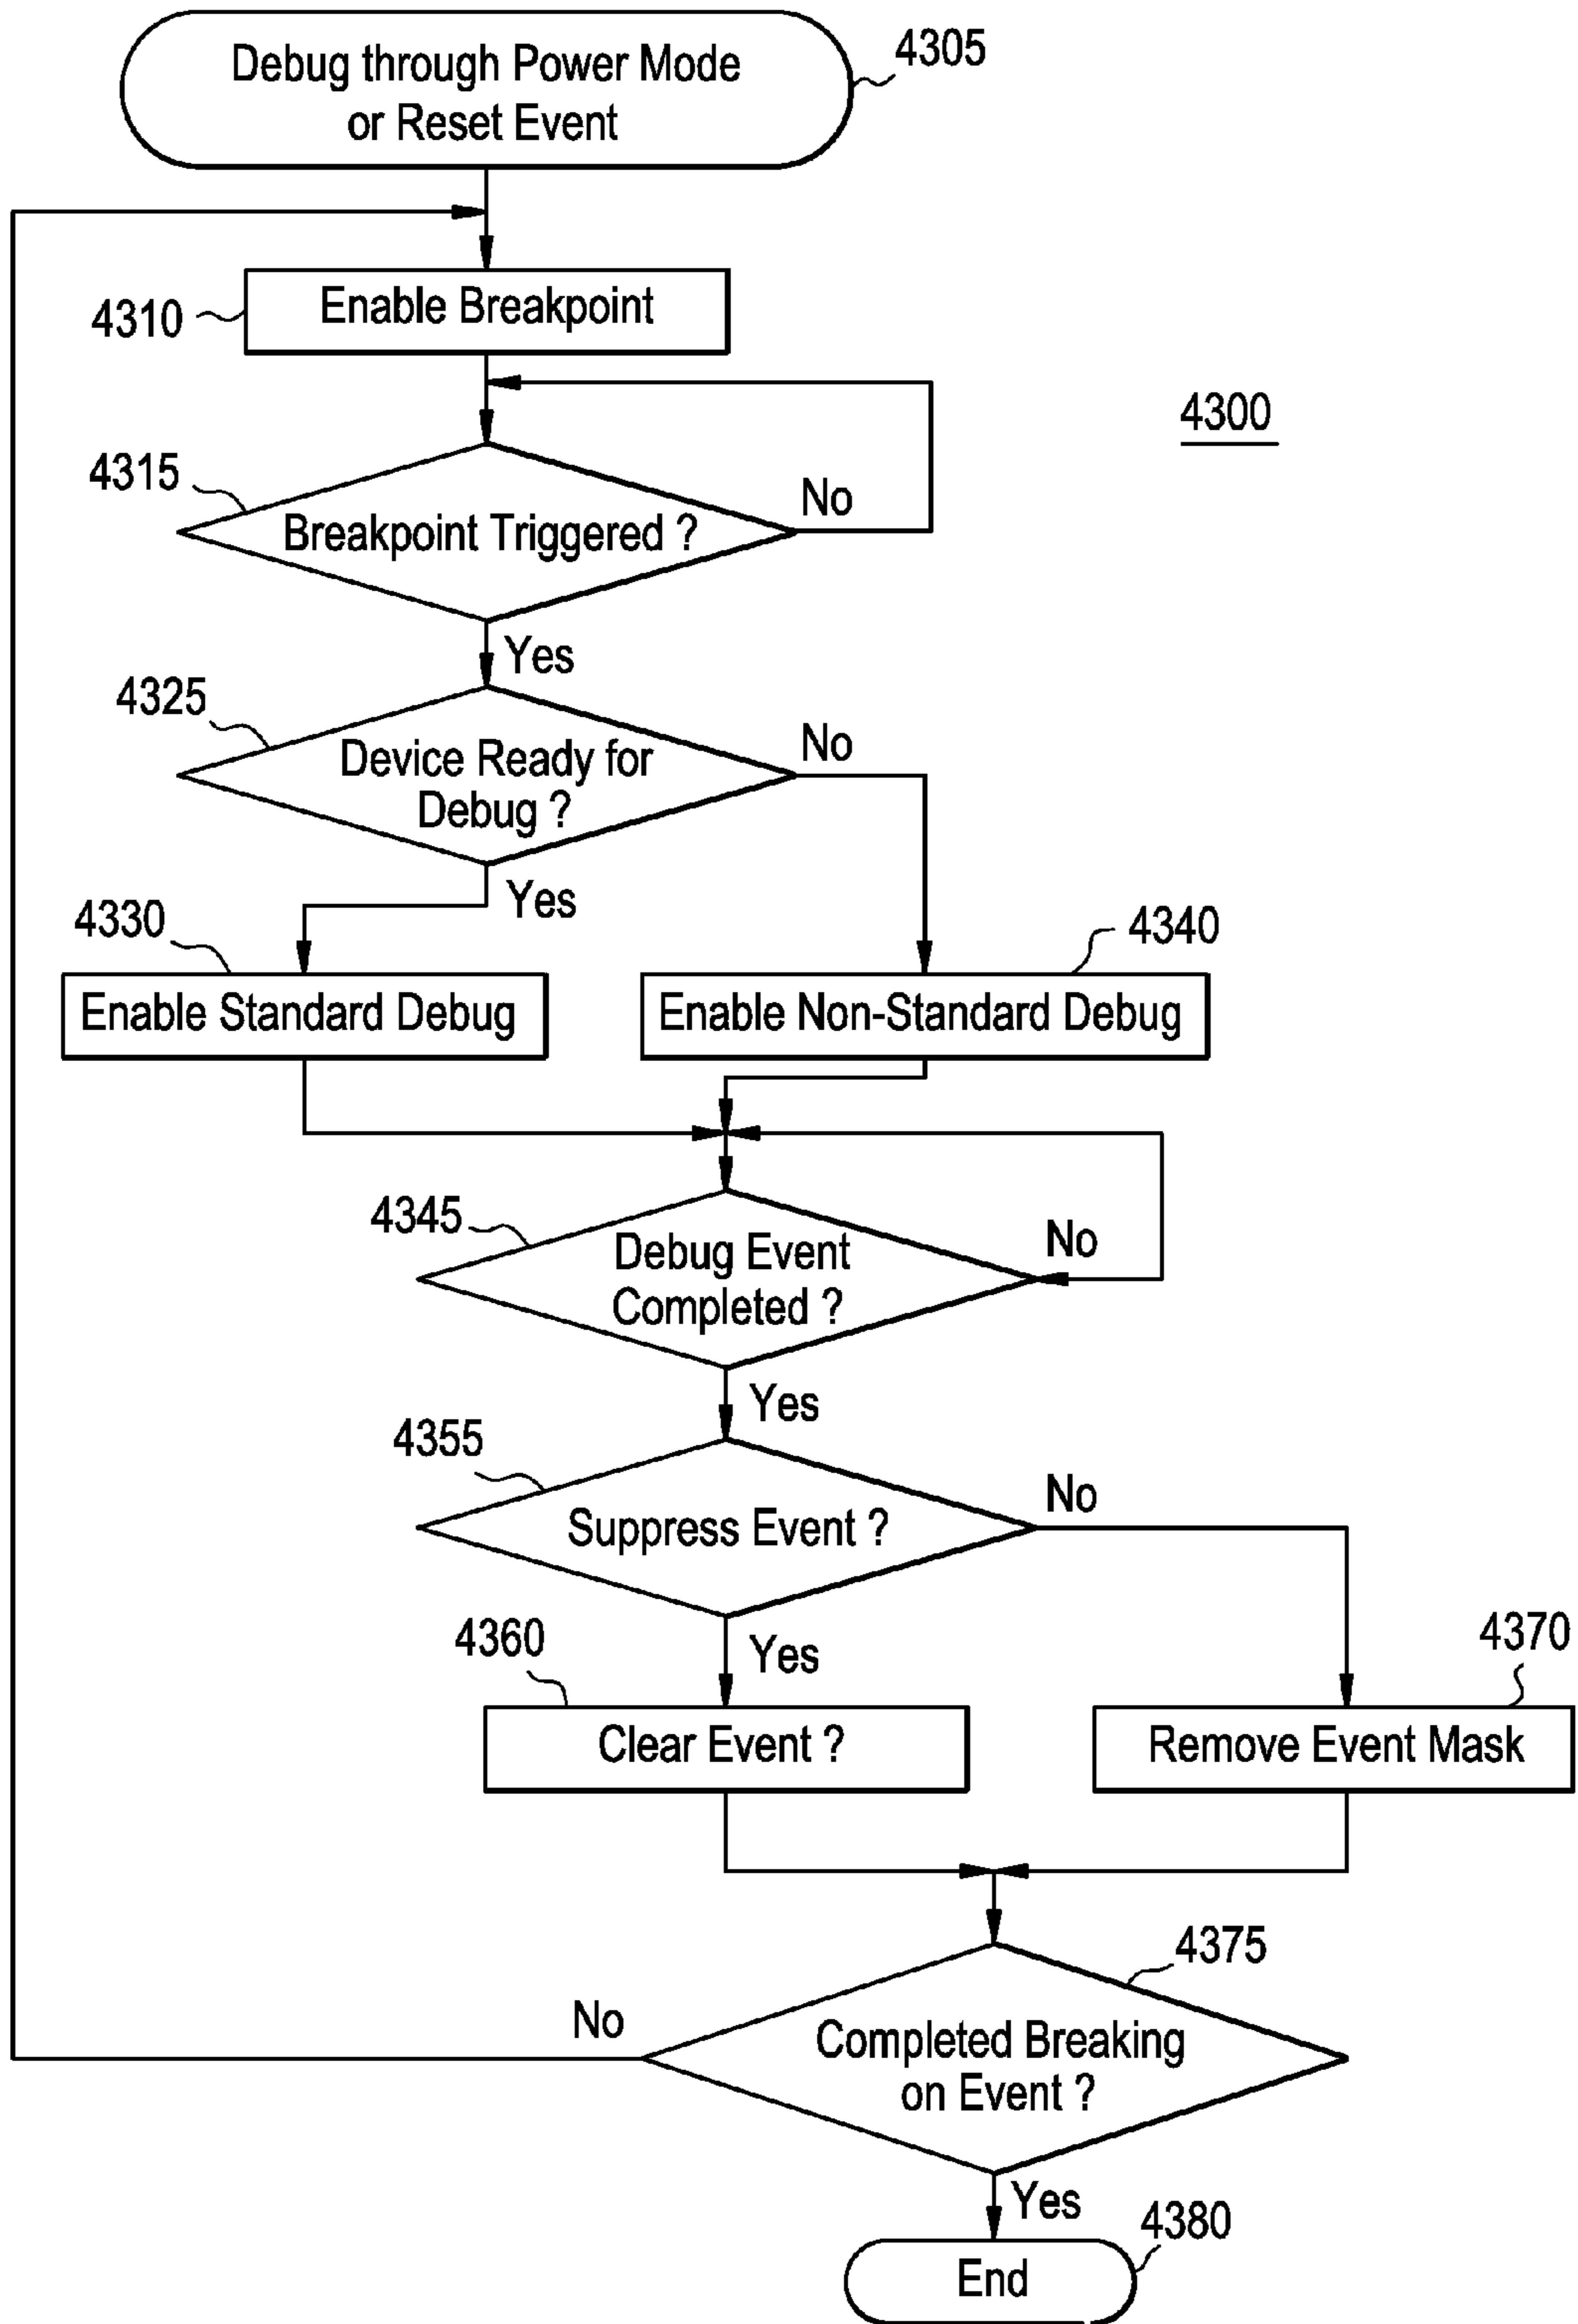 Debug through Power Mode
or Reset Event
4305
4310
Enable Breakpoint
4300
4315
Breakpoint Triggered ?
No
Yes
4325
Device Ready for
Debug ?
No
Yes
4330
Enable Standard Debug
4340
Enable Non-Standard Debug
4345
Debug Event
Completed ?
No
Yes
4355
Suppress Event ?
No
Yes
4360
Clear Event ?
4370
Remove Event Mask
4375
Completed Breaking
on Event ?
No
Yes
4380
End